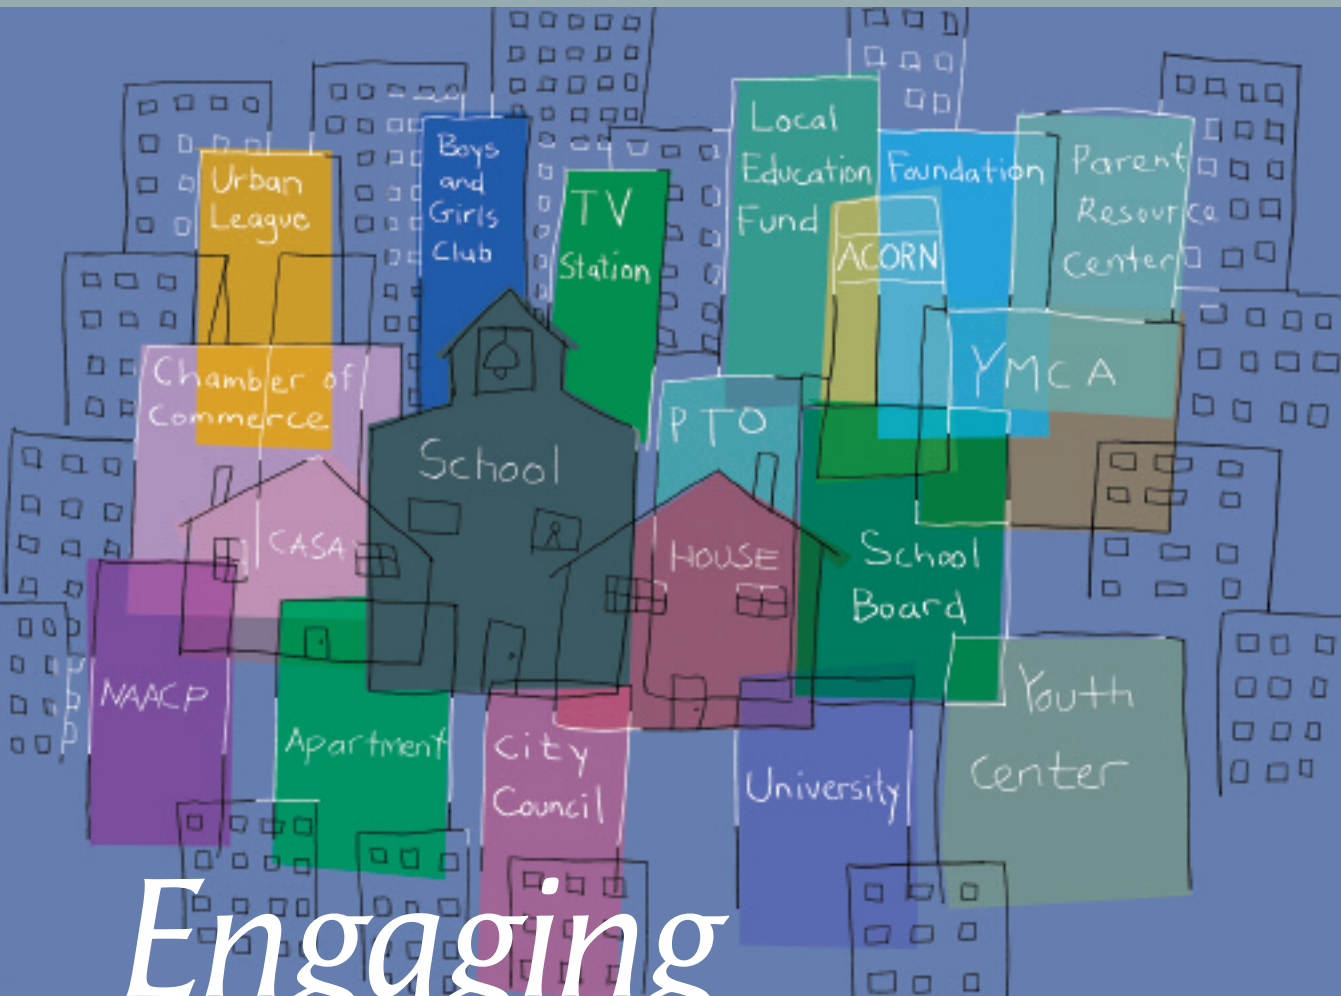 Urban
League
Boys
and
Girls
Club
TV
Station
Local
Education
Fund
Foundation
ACORN
Parent
Resource
Center
Chamber of
Commerce
School
PTO
YMCA
CASA
HOUSE
School
Board
NAACP
Apartment
City
Council
University
Youth
Center
Engaging